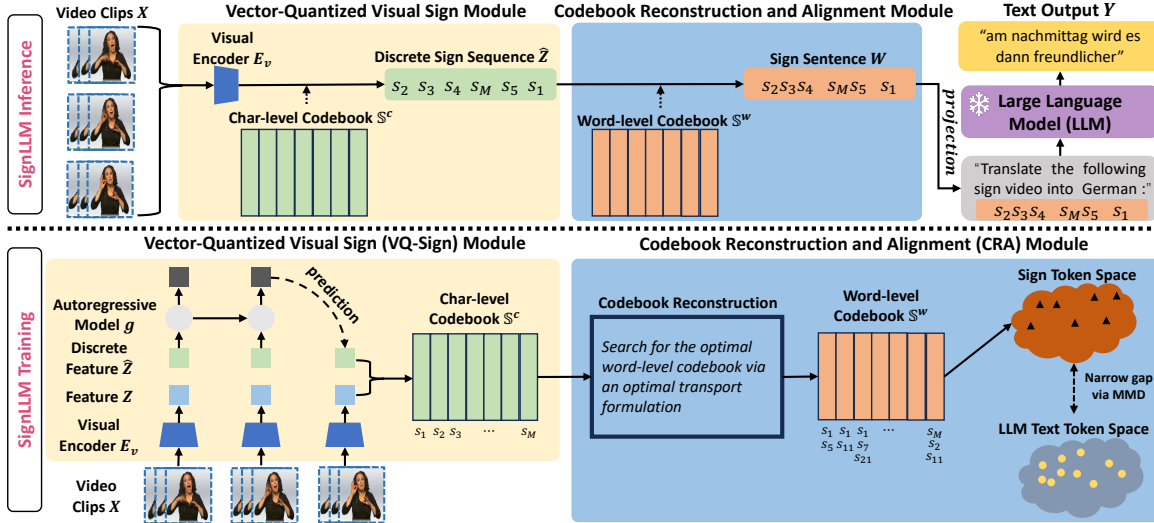 SignLLM Inference
Video Clips X
Vector-Quantized Visual Sign Module
Visual
Encoder E_v
Discrete Sign Sequence Ẑ
s_2 s_3 s_4 s_M s_5 s_1
Char-level Codebook 𝕊^c
Codebook Reconstruction and Alignment Module
Sign Sentence W
s_2s_3s_4 s_Ms_5 s_1
Word-level Codebook 𝕊^w
projection
Text Output Y
“am nachmittag wird es
dann freundlicher”
Large Language
Model (LLM)
“Translate the following
sign video into German :”
s_2s_3s_4 s_Ms_5 s_1
SignLLM Training
Vector-Quantized Visual Sign (VQ-Sign) Module
prediction
Autoregressive
Model g
Discrete
Feature Ẑ
Feature Z
Visual
Encoder E_v
Video
Clips X
Char-level
Codebook 𝕊^c
s_1 s_2 s_3 ... s_M
Codebook Reconstruction and Alignment (CRA) Module
Codebook Reconstruction
Search for the optimal
word-level codebook via
an optimal transport
formulation
Word-level
Codebook 𝕊^w
s_1 s_1 s_1 ... s_M
s_5 s_11 s_7 s_2
s_21 s_11
Sign Token Space
Narrow gap
via MMD
LLM Text Token Space